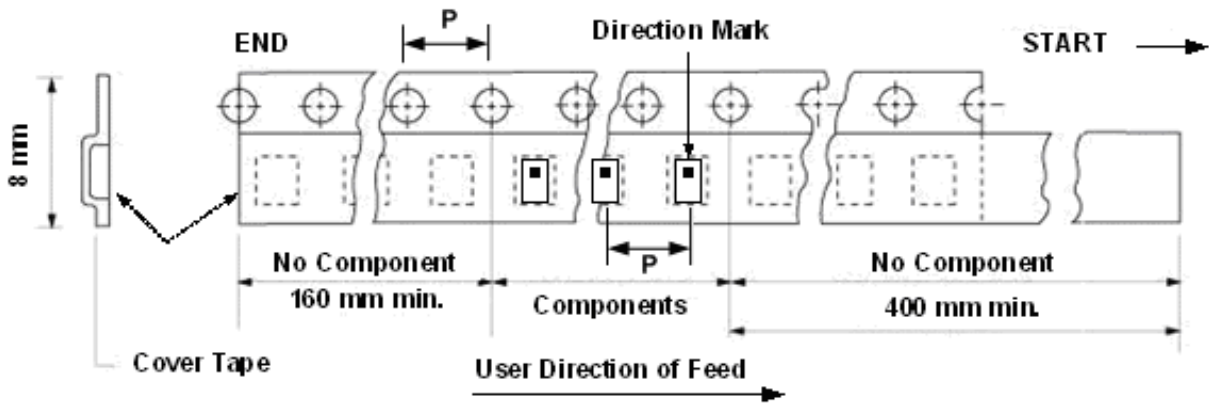 P
Direction Mark
END
START
8 mm
P
No Component
No Component
160 mm min.
Components
400 mm min.
Cover Tape
User Direction of Feed